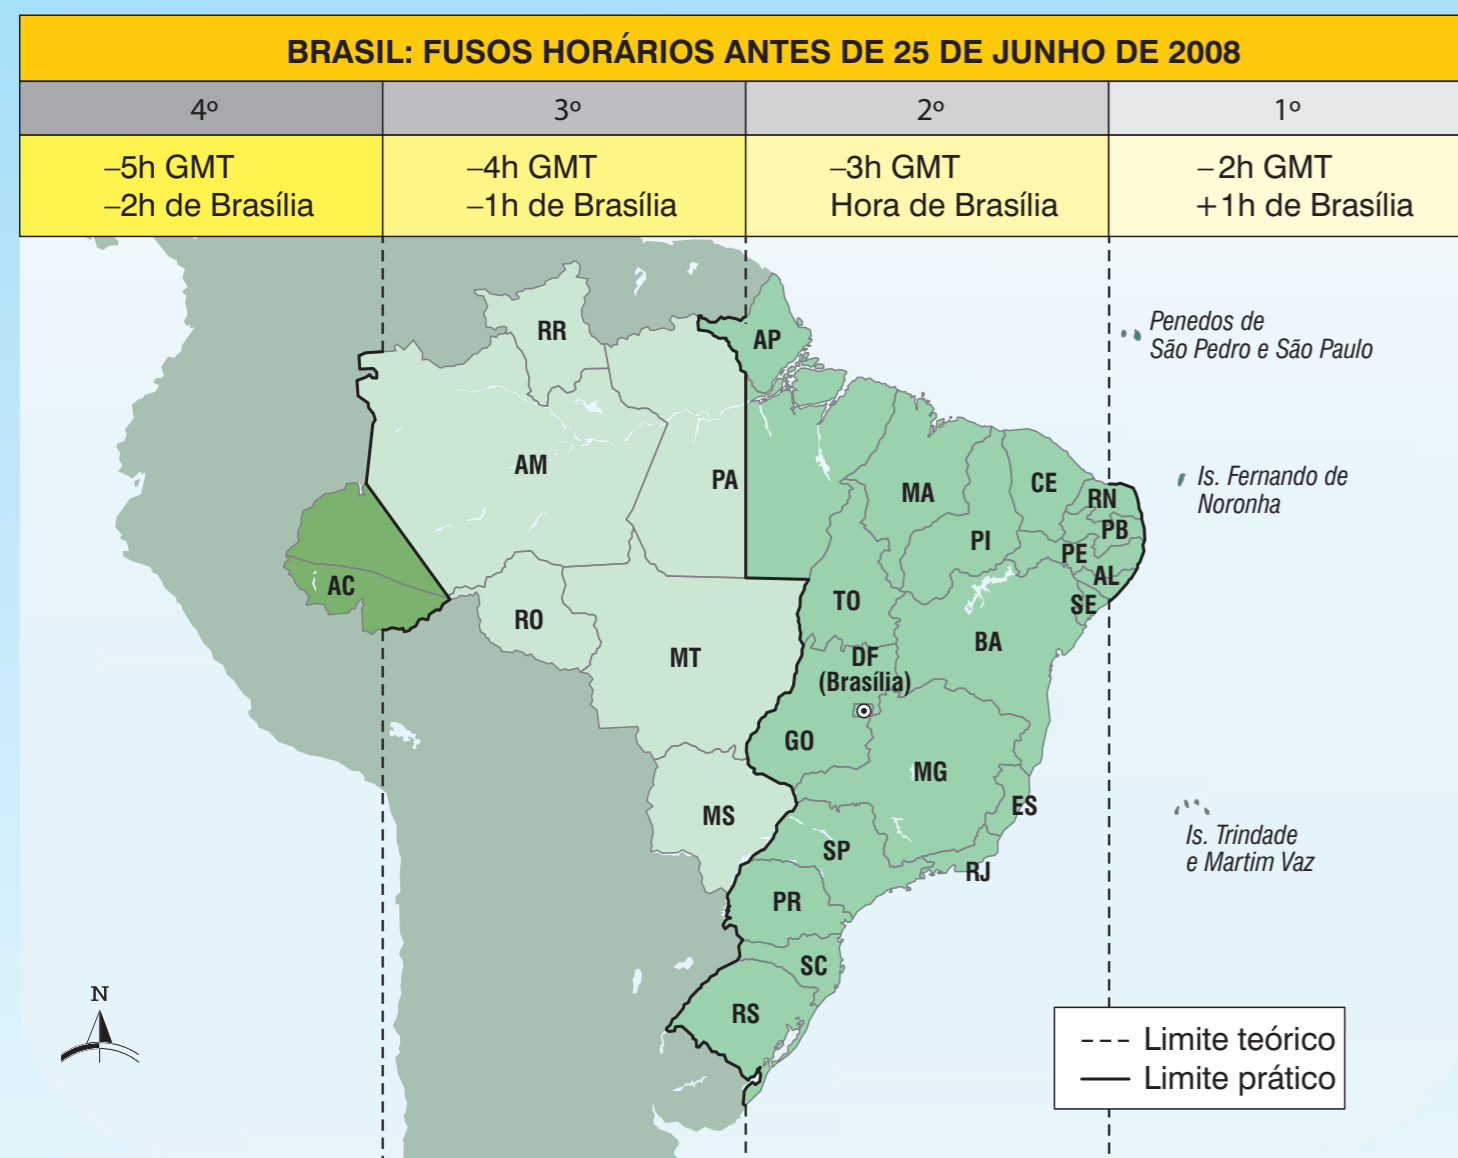 BRASIL: FUSOS HORÁRIOS ANTES DE 25 DE JUNHO DE 2008
4º
3º
2º
1º
–5h GMT
–2h de Brasília
–4h GMT
–1h de Brasília
–3h GMT
Hora de Brasília
–2h GMT
+1h de Brasília
Penedos de
São Pedro e São Paulo
RR
AP
AM
PA
MA
CE
RN
Is. Fernando de
Noronha
PB
PI
PE
AL
AC
TO
SE
RO
MT
BA
DF
(Brasília)
GO
MG
MS
ES
SP
Is. Trindade
e Martim Vaz
RJ
PR
SC
RS
N
Limite teórico
Limite prático